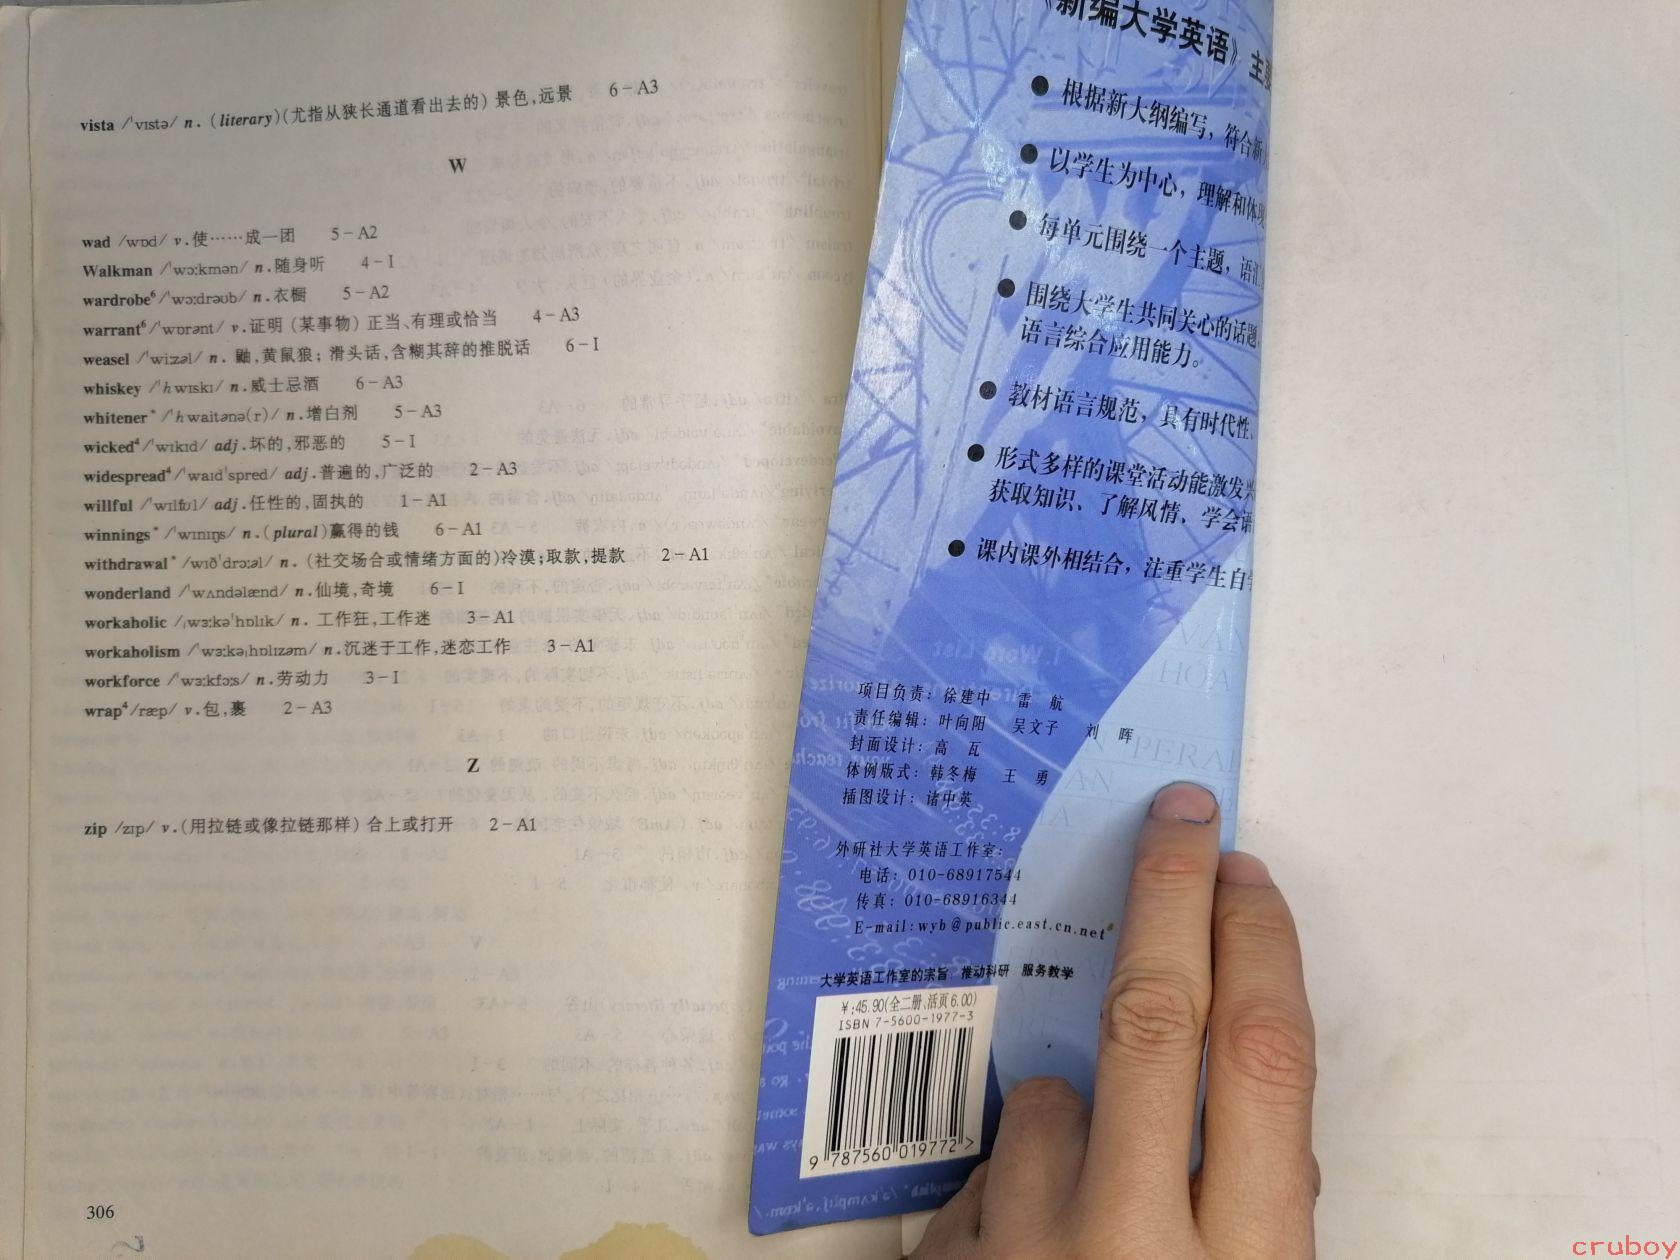 vista /ˈvɪstə/ n. (literary)(尤指从狭长通道看出去的) 景色,远景 6-A3
W
wad /wɒd/ v.使……成一团 5-A2
Walkman /ˈwɔːkmən/ n.随身听 4-I
wardrobe⁶/ˈwɔːdrəʊb/ n.衣橱 5-A2
warrant⁶/ˈwɒrənt/ v.证明 (某事物) 正当、有理或恰当 4-A3
weasel /ˈwiːzəl/ n. 鼬,黄鼠狼; 滑头话,含糊其辞的推脱话 6-I
whiskey /ˈhwɪskɪ/ n.威士忌酒 6-A3
whitener* /ˈhwaitənə(r)/ n.增白剂 5-A3
wicked⁴/ˈwɪkɪd/ adj.坏的,邪恶的 5-I
widespread⁴/ˈwaɪdˈspred/ adj.普遍的,广泛的 2-A3
willful /ˈwɪlfʊl/ adj.任性的,固执的 1-A1
winnings* /ˈwɪnɪŋs/ n.(plural)赢得的钱 6-A1
withdrawal* /wɪðˈdrɔːəl/ n. (社交场合或情绪方面的)冷漠;取款,提款 2-A1
wonderland /ˈwʌndəlænd/ n.仙境,奇境 6-I
workaholic /ˌwɜːkəˈhɒlɪk/ n. 工作狂,工作迷 3-A1
workaholism /ˈwɜːkəˌhɒlɪzəm/ n.沉迷于工作,迷恋工作 3-A1
workforce /ˈwɜːkfɔːs/ n.劳动力 3-I
wrap⁴/ræp/ v.包,裹 2-A3
Z
zip /zɪp/ v.(用拉链或像拉链那样) 合上或打开 2-A1
306
《新编大学英语》主要
● 根据新大纲编写，符合新
● 以学生为中心，理解和体现
● 每单元围绕一个主题，语汇
● 围绕大学生共同关心的话题
语言综合应用能力。
● 教材语言规范，具有时代性、
● 形式多样的课堂活动能激发兴
获取知识、了解风情、学会语
● 课内课外相结合，注重学生自学
项目负责：徐建中 雷 航
责任编辑：叶向阳 吴文子 刘 晖
封面设计：高 瓦
体例版式：韩冬梅 王 勇
插图设计：诸中英
外研社大学英语工作室：
电话：010-68917544
传真：010-68916344
E-mail:wyb@public.east.cn.net
大学英语工作室的宗旨 推动科研 服务教学
¥:45.90(全二册、活页6.00)
ISBN 7-5600-1977-3
9 787560 019772 >
cruboy